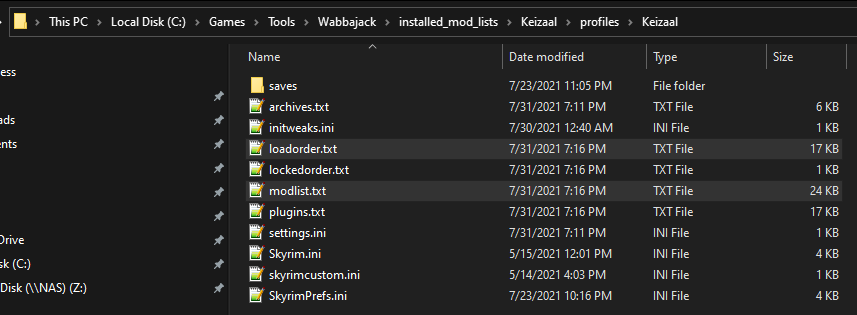 This PC > Local Disk (C:) > Games > Tools > Wabbajack > installed_mod_lists > Keizaal > profiles > Keizaal
Name Date modified Type Size
ess saves 7/23/2021 11:05 PM File folder
archives.txt 7/31/2021 7:11 PM TXT File 6 KB
ads initweaks.ini 7/30/2021 12:40 AM INI File 1 KB
ents loadorder.txt 7/31/2021 7:16 PM TXT File 17 KB
lockedorder.txt 7/31/2021 7:16 PM TXT File 1 KB
modlist.txt 7/31/2021 7:16 PM TXT File 24 KB
plugins.txt 7/31/2021 7:16 PM TXT File 17 KB
Drive settings.ini 7/31/2021 7:11 PM INI File 1 KB
sk (C:) Skyrim.ini 5/15/2021 12:01 PM INI File 4 KB
skyrimcustom.ini 5/14/2021 4:03 PM INI File 1 KB
Disk (\\NAS) (Z:) SkyrimPrefs.ini 7/23/2021 10:16 PM INI File 4 KB